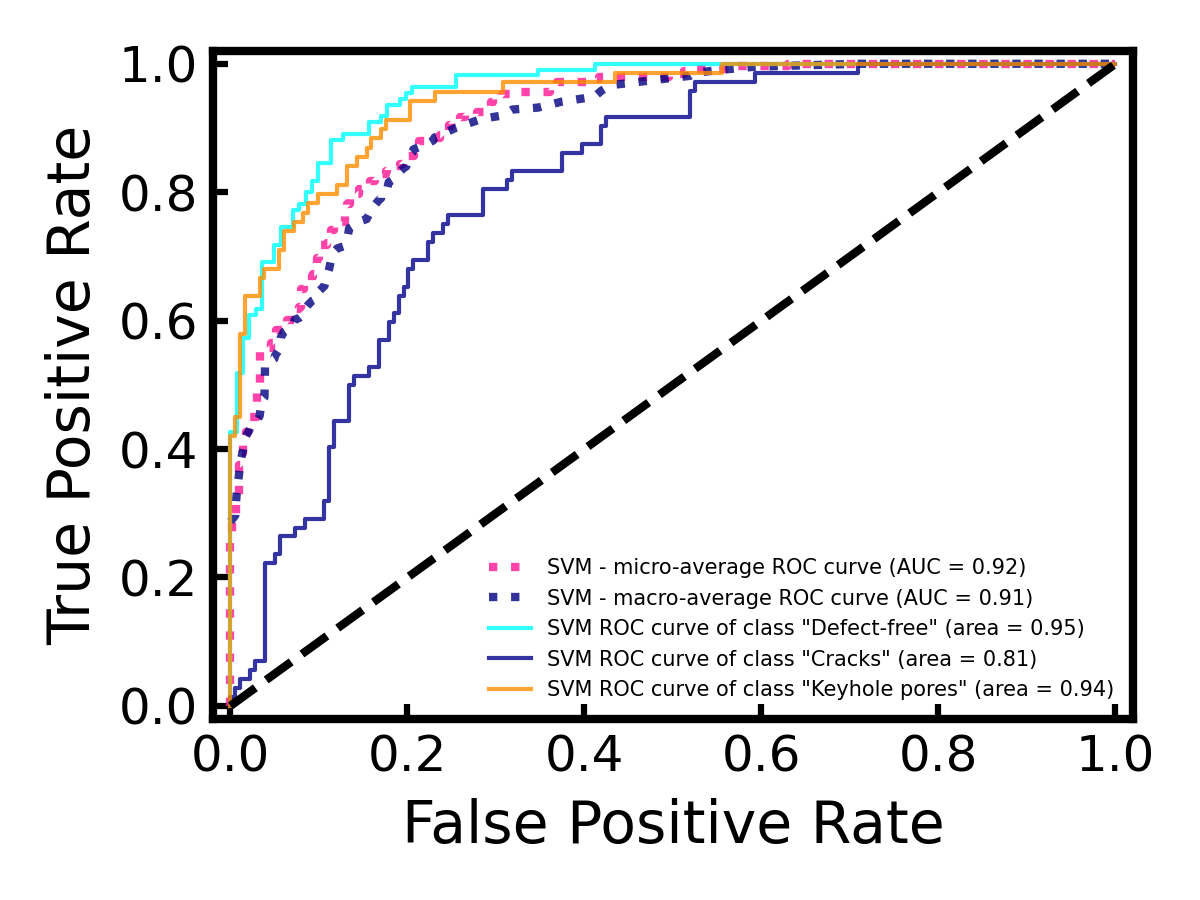 1.0
0.8
0.6
0.4
0.2
0.0
True Positive Rate
SVM - micro-average ROC curve (AUC = 0.92)
SVM - macro-average ROC curve (AUC = 0.91)
SVM ROC curve of class "Defect-free" (area = 0.95)
SVM ROC curve of class "Cracks" (area = 0.81)
SVM ROC curve of class "Keyhole pores" (area = 0.94)
0.0 0.2 0.4 0.6 0.8 1.0
False Positive Rate